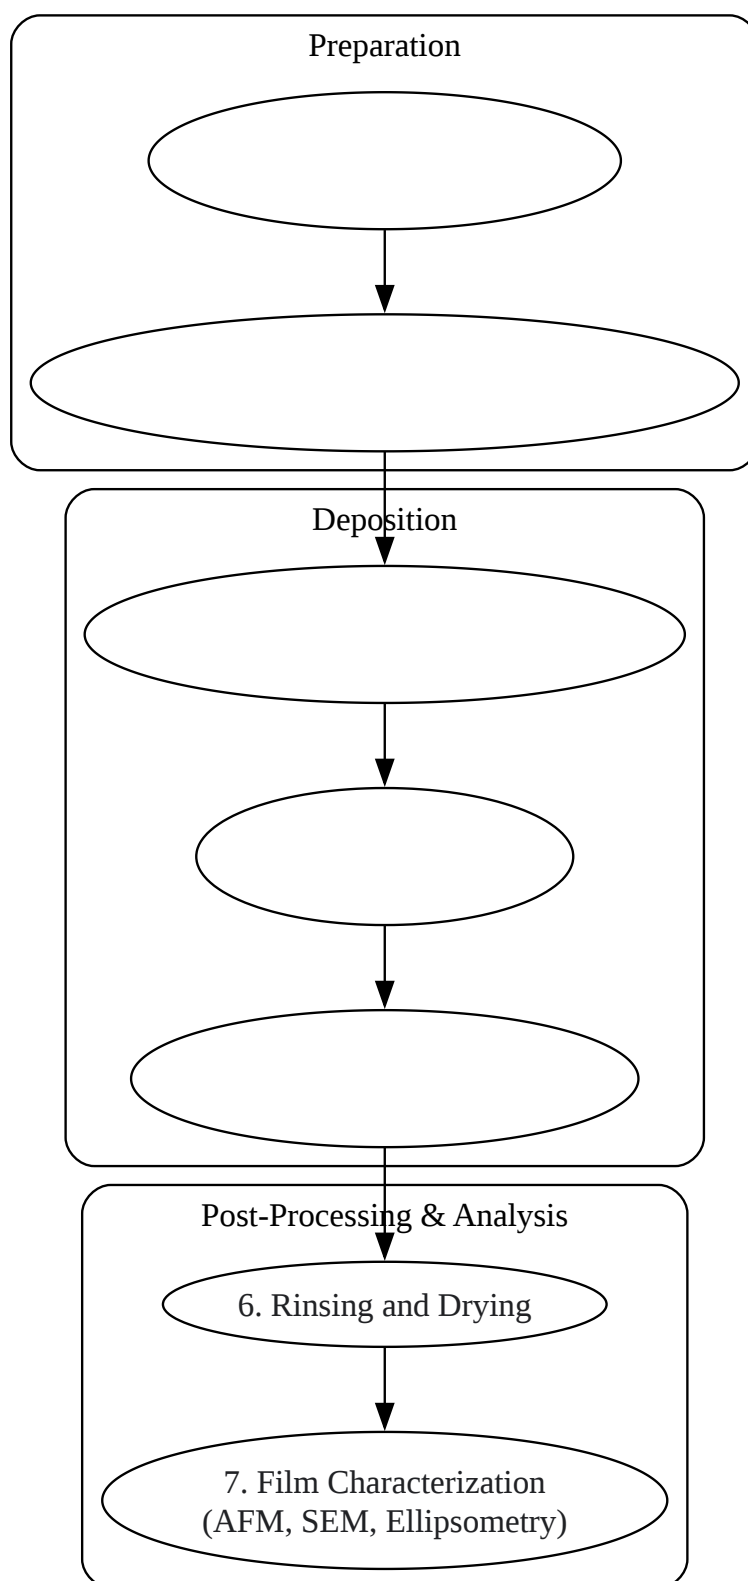 Preparation
Deposition
Post-Processing & Analysis
6. Rinsing and Drying
7. Film Characterization
(AFM, SEM, Ellipsometry)